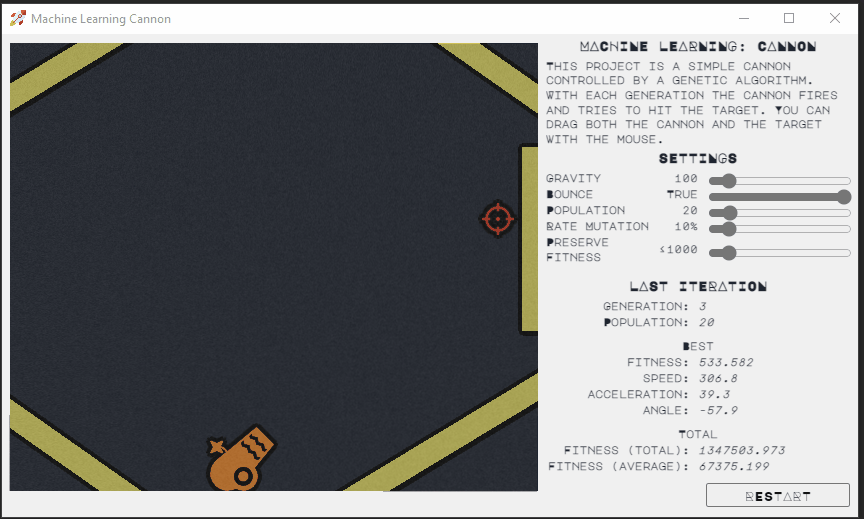 Machine Learning Cannon
MACHINE LEARNING: CANNON
THIS PROJECT IS A SIMPLE CANNON
CONTROLLED BY A GENETIC ALGORITHM.
WITH EACH GENERATION THE CANNON FIRES
AND TRIES TO HIT THE TARGET. YOU CAN
DRAG BOTH THE CANNON AND THE TARGET
WITH THE MOUSE.
SETTINGS
GRAVITY 100
BOUNCE TRUE
POPULATION 20
RATE MUTATION 10%
PRESERVE
FITNESS ≤1000
LAST ITERATION
GENERATION: 3
POPULATION: 20
BEST
FITNESS: 533.582
SPEED: 306.8
ACCELERATION: 39.3
ANGLE: -57.9
TOTAL
FITNESS (TOTAL): 1347503.973
FITNESS (AVERAGE): 67375.199
RESTART